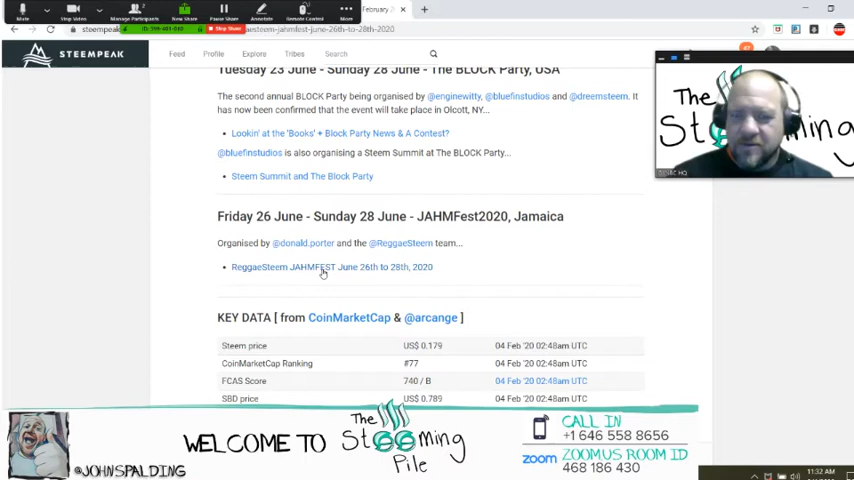 Mute
Stop Video
Manage Participants
2
New Share
Pause Share
Annotate
Remote Control
More
February
Stop Share
steempeak
easteem-jahmfest-june-26th-to-28th-2020
STEEMPEAK
Feed
Profile
Explore
Tribes
Search
Tuesday 23 June - Sunday 28 June - The BLOCK Party, USA
The second annual BLOCK Party being organised by @enginewitty, @bluefinstudios and @dreemsteem. It
has now been confirmed that the event will take place in Olcott, NY...
Lookin' at the 'Books' + Block Party News & A Contest?
@bluefinstudios is also organising a Steem Summit at The BLOCK Party...
Steem Summit and The Block Party
Friday 26 June - Sunday 28 June - JAHMFest2020, Jamaica
Organised by @donald.porter and the @ReggaeSteem team...
ReggaeSteem JAHMFEST June 26th to 28th, 2020
KEY DATA [ from CoinMarketCap & @arcange ]
Steem price US$ 0.179 04 Feb '20 02:48am UTC
CoinMarketCap Ranking #77 04 Feb '20 02:48am UTC
FCAS Score 740 / B 04 Feb '20 02:48am UTC
SBD price US$ 0.789 04 Feb '20 02:48am UTC
The
St
ming
HQ
@JOHNSPALDING
WELCOME TO
The
Steeming
Pile
CALL IN
+1 646 558 8656
zoom
ZOOMUS ROOM ID
468 186 430
11:32 AM